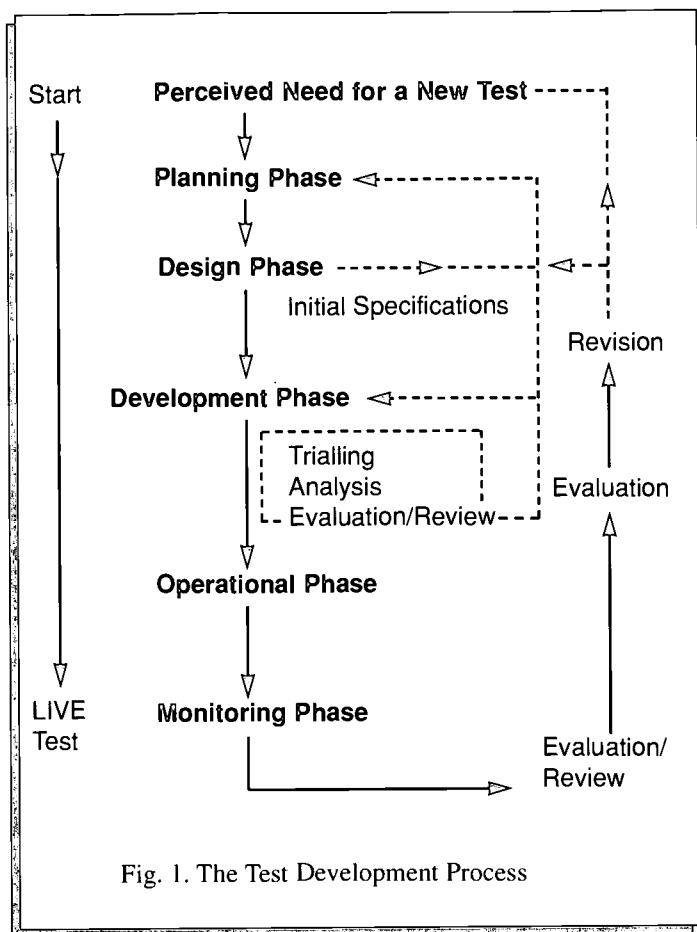 Start
Perceived Need for a New Test
Planning Phase
Design Phase
Initial Specifications
Revision
Development Phase
Trialling
Analysis
Evaluation/Review
Evaluation
Operational Phase
LIVE
Test
Monitoring Phase
Evaluation/
Review
Fig. 1. The Test Development Process